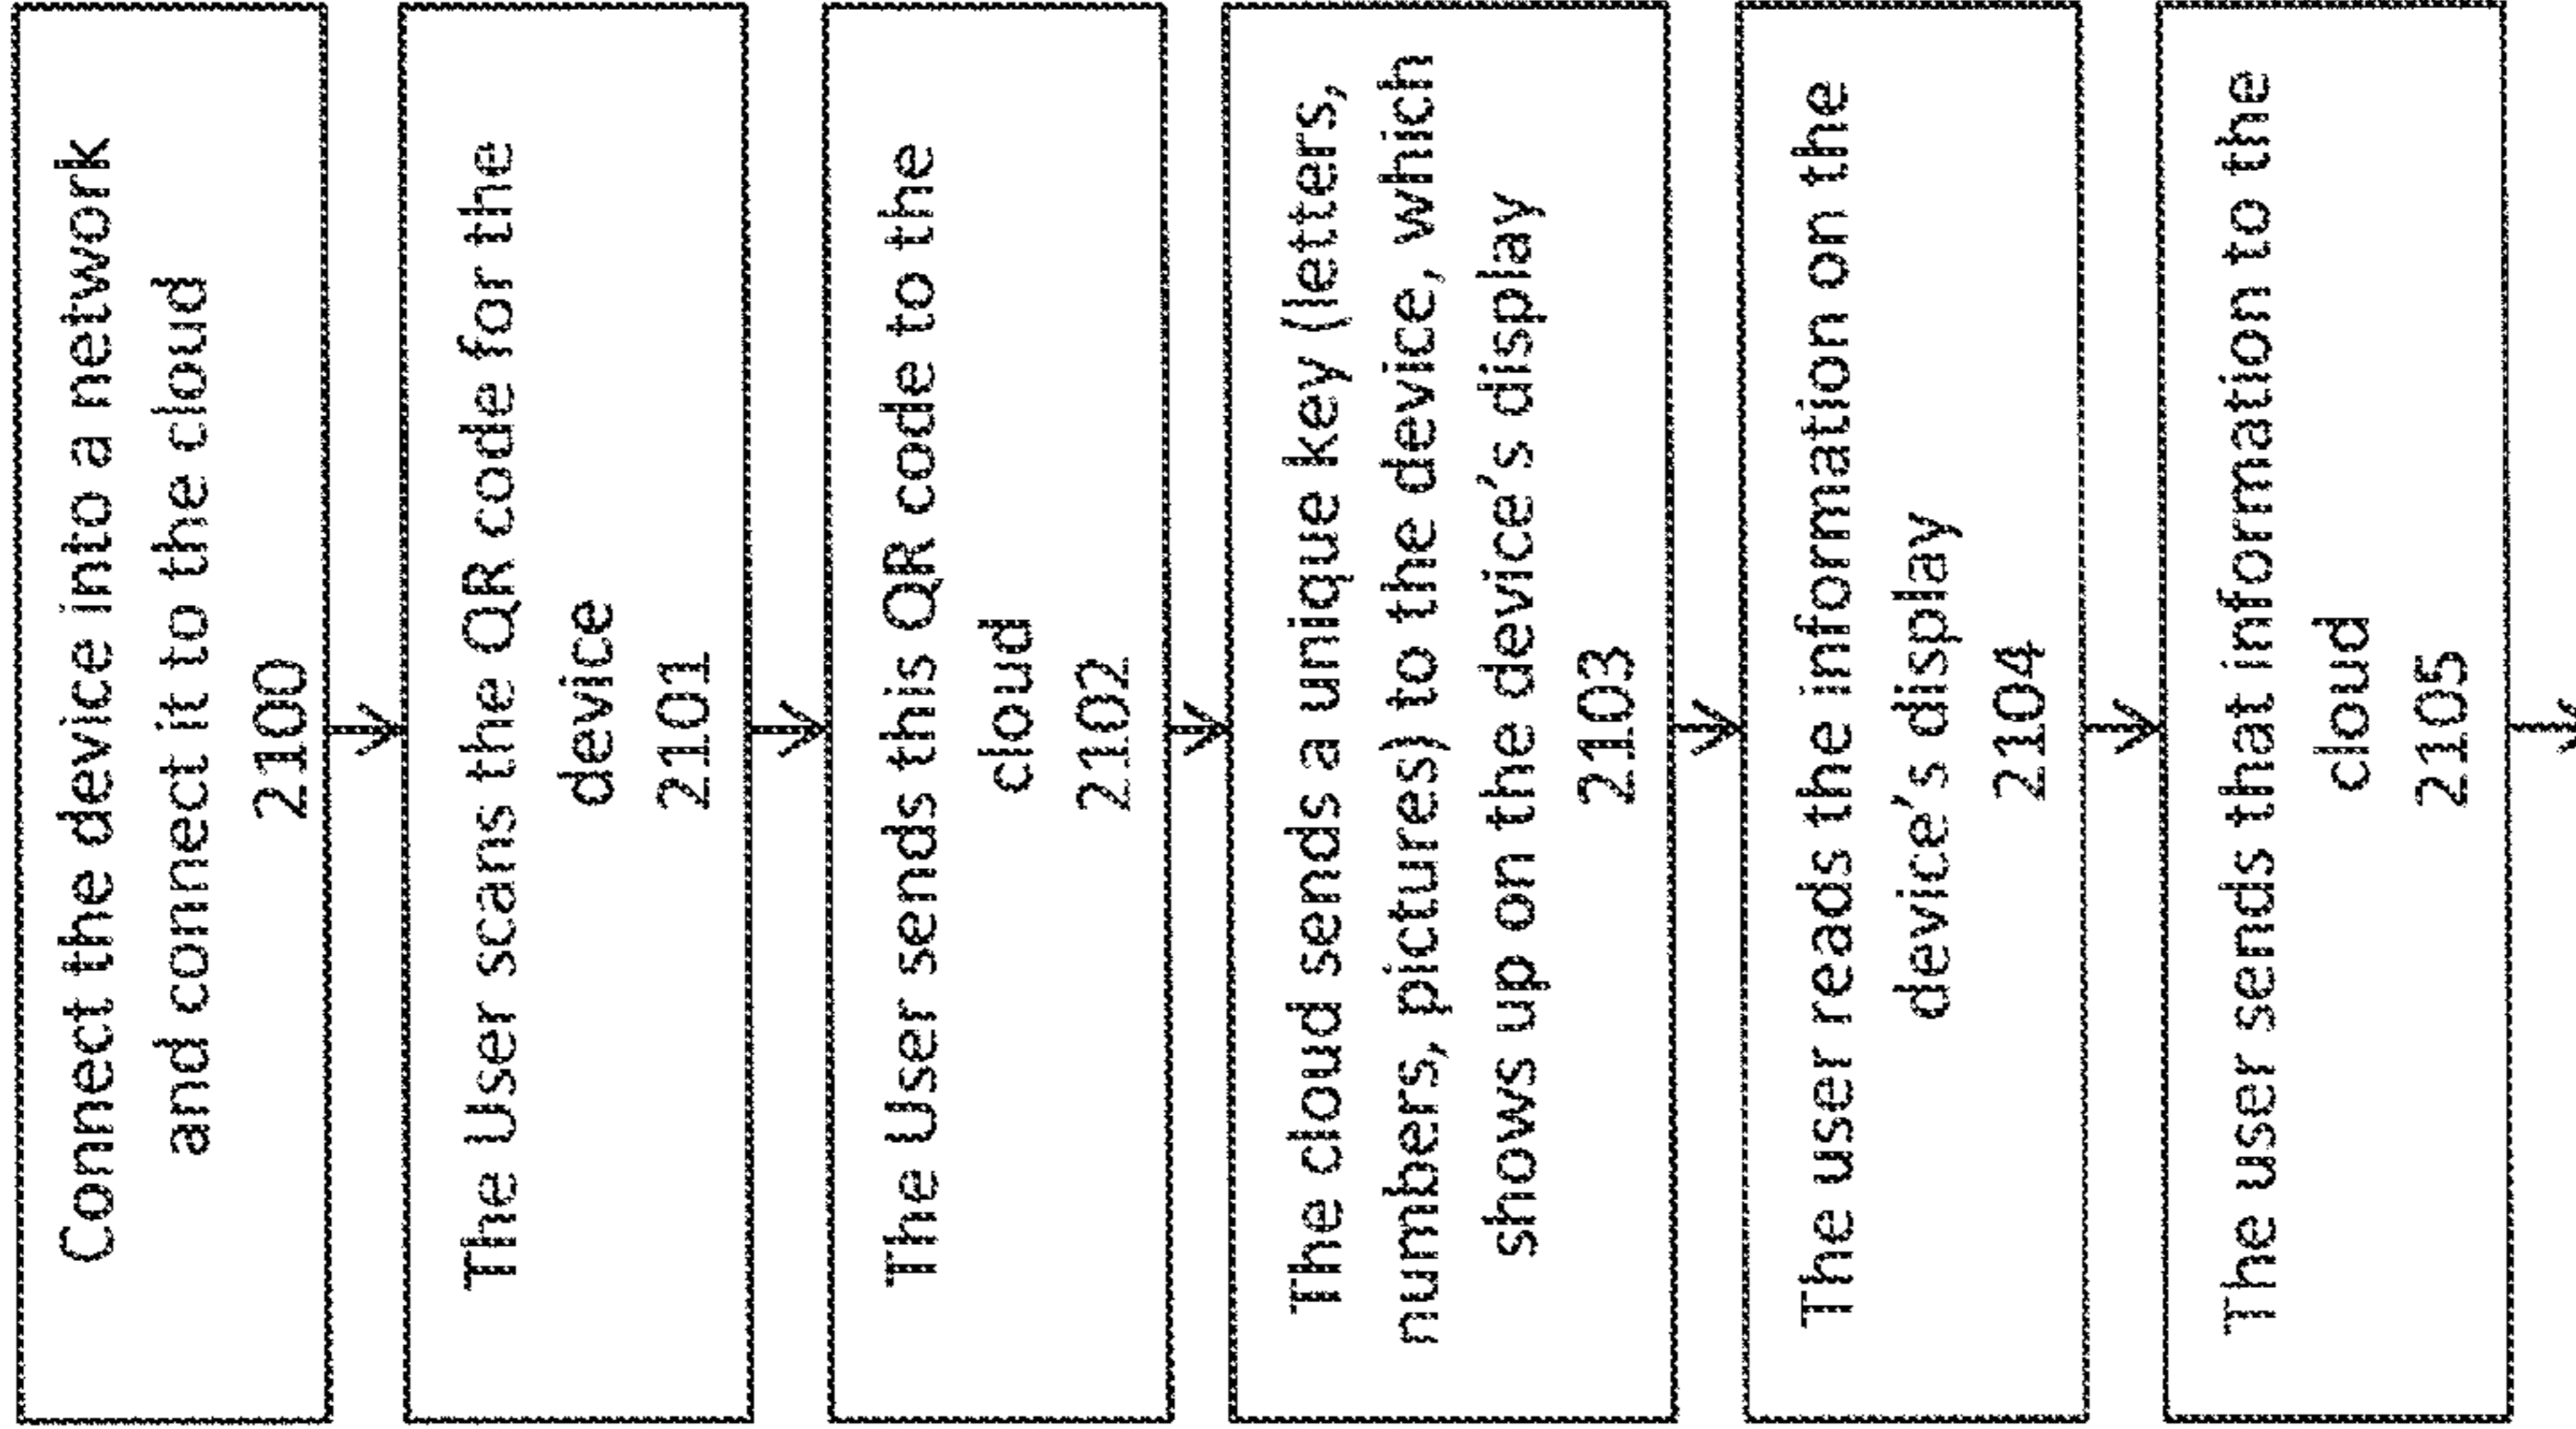 Connect the device into a network
and connect it to the cloud
2100
The User scans the QR code for the
device
2101
The User sends this QR code to the
cloud
2102
The cloud sends a unique key (letters,
numbers, pictures) to the device, which
shows up on the device's display
2103
The user reads the information on the
device's display
2104
The user sends that information to the
cloud
2105